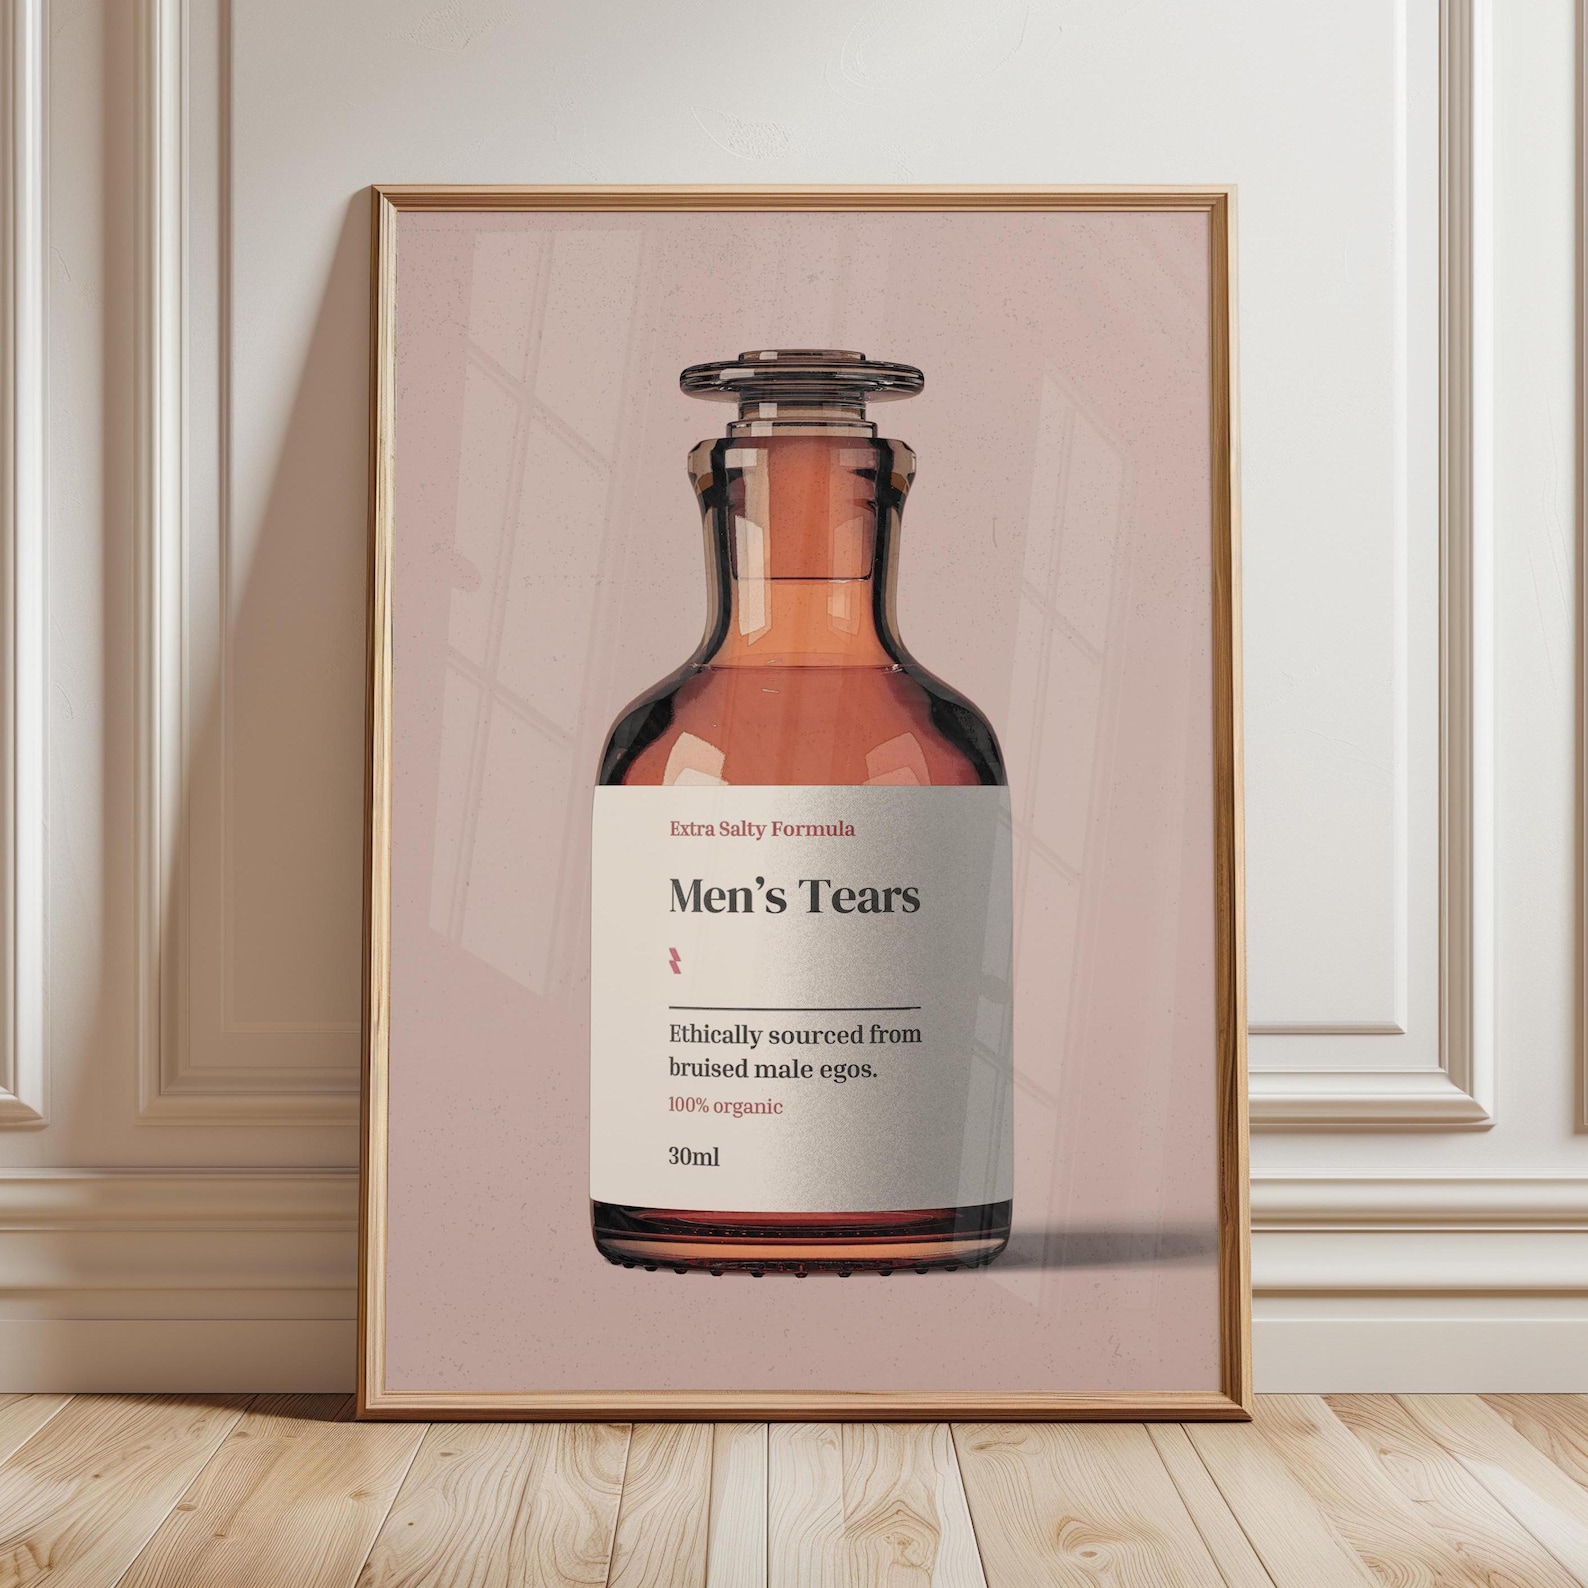 Extra Salty Formula
Men's Tears
Ethically sourced from
bruised male egos.
100% organic
30ml